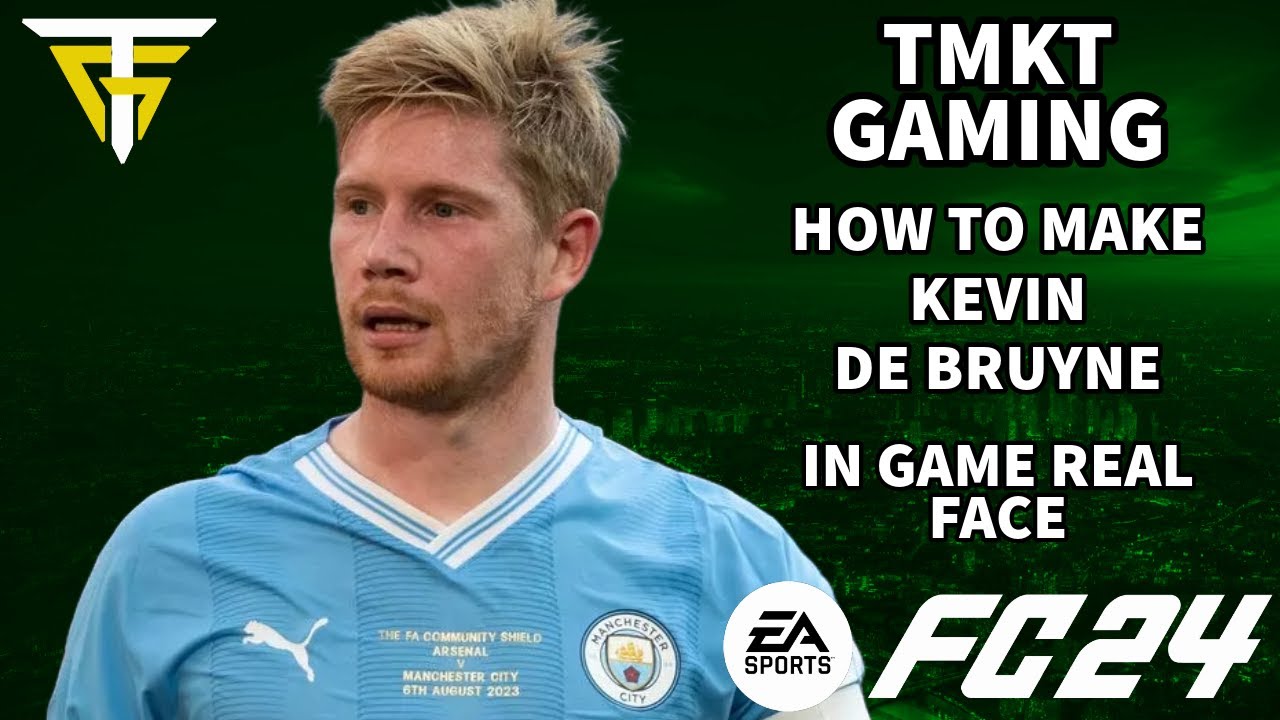 TMKT
GAMING
HOW TO MAKE
KEVIN
DE BRUYNE
IN GAME REAL
FACE
THE FA COMMUNITY SHIELD
ARSENAL
V
MANCHESTER CITY
6TH AUGUST 2023
MANCHESTER
CITY
EA
SPORTS
FC24